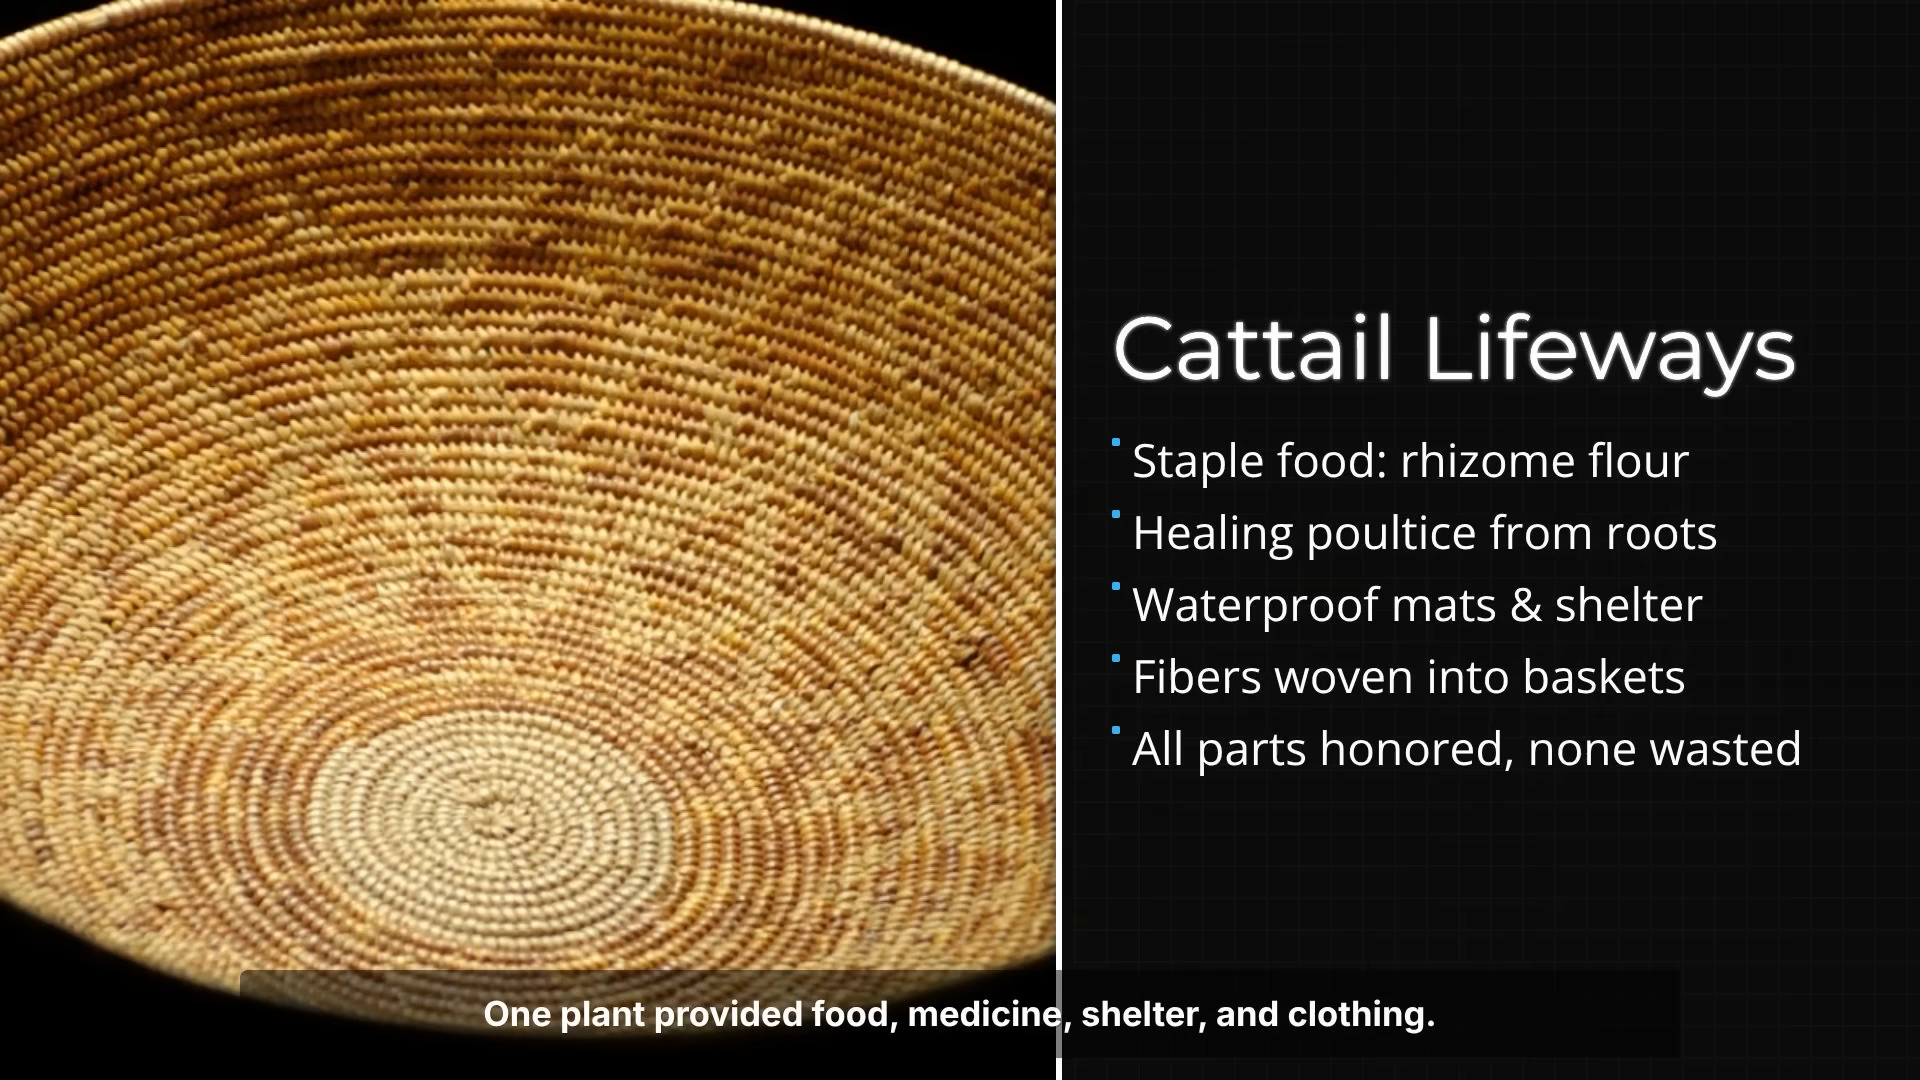 Cattail Lifeways
Staple food: rhizome flour
Healing poultice from roots
Waterproof mats & shelter
Fibers woven into baskets
All parts honored, none wasted
One plant provided food, medicine, shelter, and clothing.